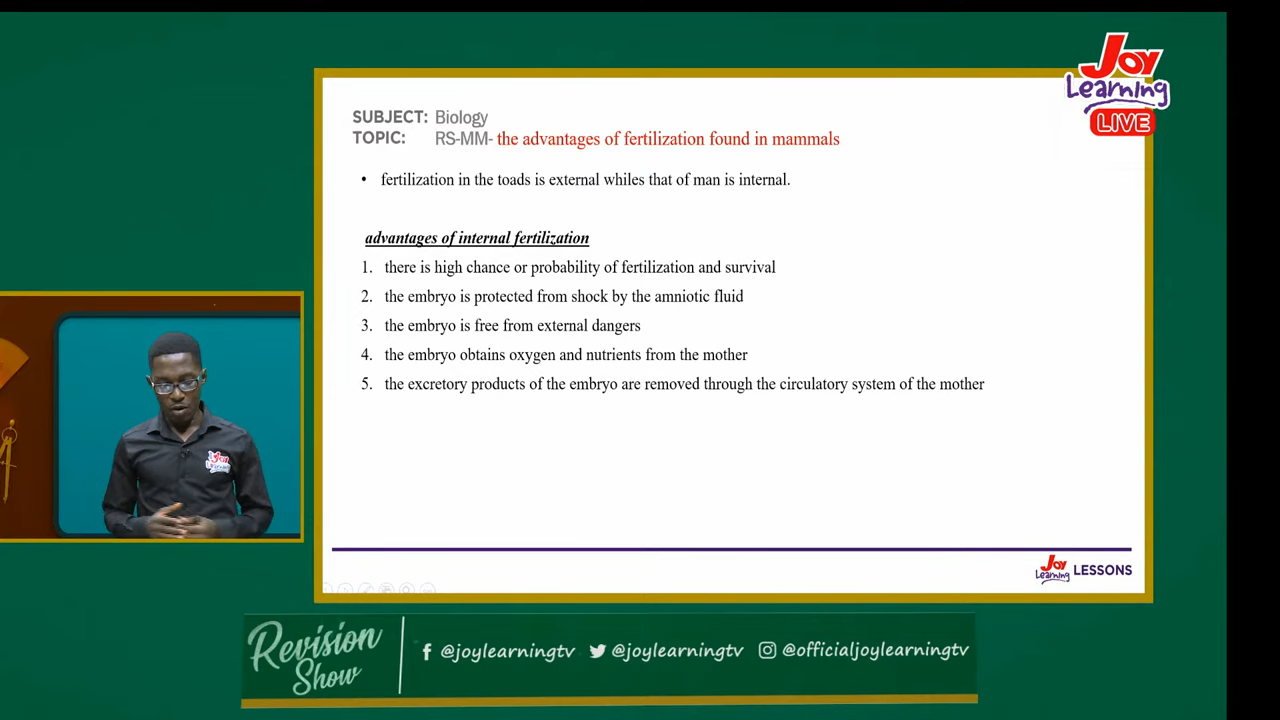 Joy
Learning
LIVE
SUBJECT: Biology
TOPIC: RS-MM- the advantages of fertilization found in mammals
• fertilization in the toads is external whiles that of man is internal.
advantages of internal fertilization
1. there is high chance or probability of fertilization and survival
2. the embryo is protected from shock by the amniotic fluid
3. the embryo is free from external dangers
4. the embryo obtains oxygen and nutrients from the mother
5. the excretory products of the embryo are removed through the circulatory system of the mother
Joy
Learning
Joy
Learning LESSONS
Revision
Show
@joylearningtv @joylearningtv @officialjoylearningtv